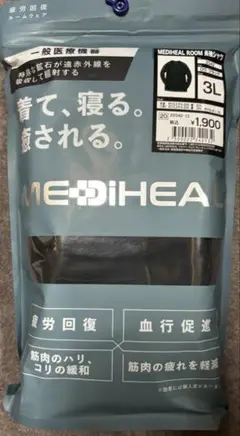 疲労回復
ルームウェア
一般医療機器
鉱石が遠赤外線を
吸収して輻射する
着て、寝る。
癒される。
MEDIHEAL ROOM 長袖シャツ
3L
税込
¥1,900
MEDiHEAL
疲労回復
血行促進
筋肉のハリ、
コリの緩和
筋肉の疲れを軽減